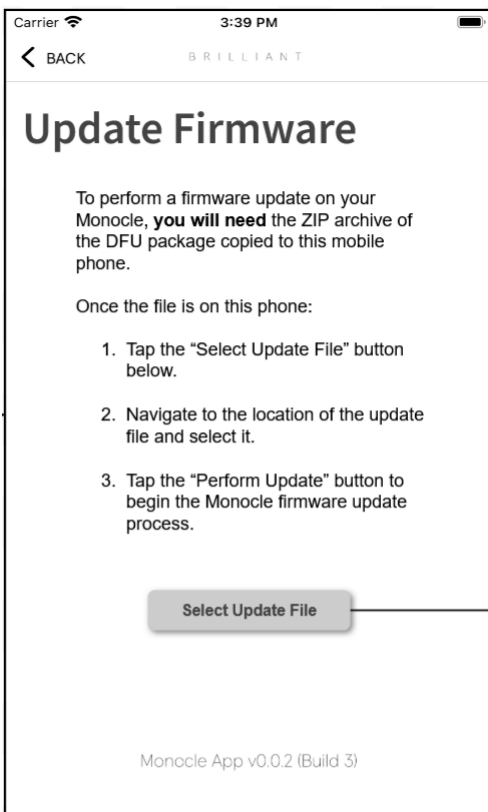 Carrier 3:39 PM
BACK BRILLIANT
Update Firmware
To perform a firmware update on your
Monocle, you will need the ZIP archive of
the DFU package copied to this mobile
phone.
Once the file is on this phone:
1. Tap the “Select Update File” button
below.
2. Navigate to the location of the update
file and select it.
3. Tap the “Perform Update” button to
begin the Monocle firmware update
process.
Select Update File
Monocle App v0.0.2 (Build 3)